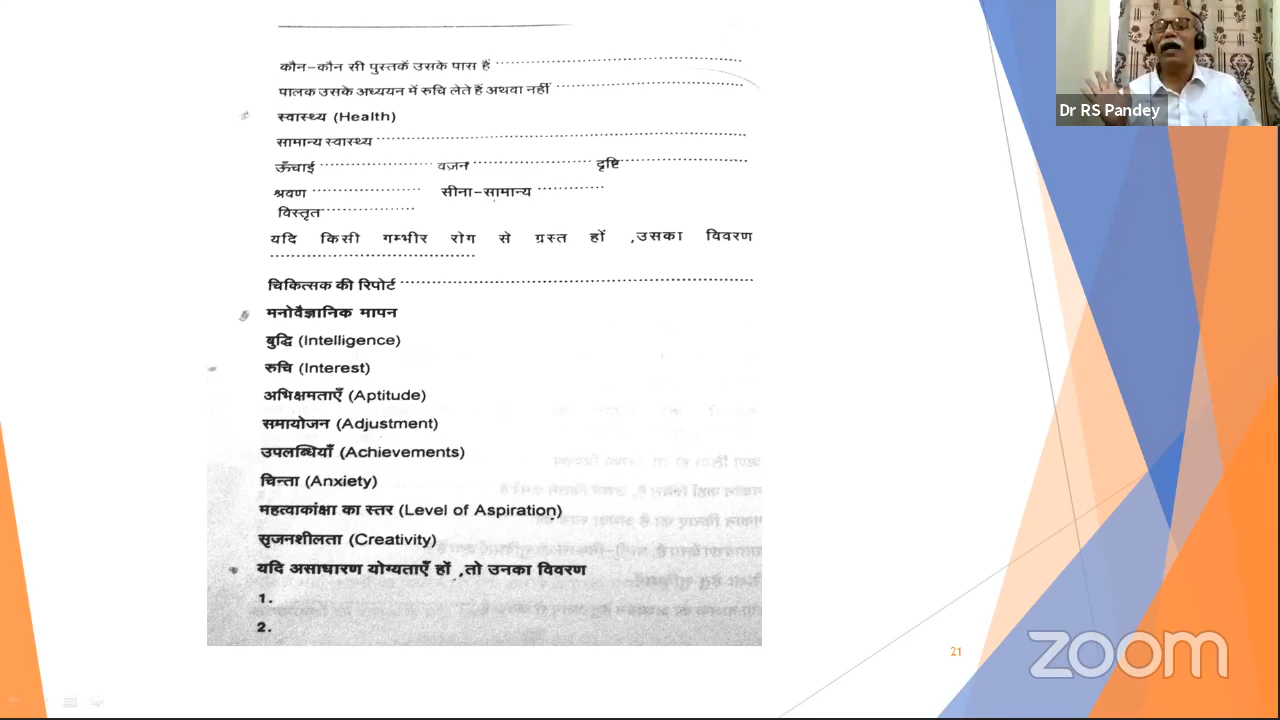 कौन-कौन सी पुस्तकें उसके पास हैं
पालक उसके अध्ययन में रुचि लेते हैं अथवा नहीं
स्वास्थ्य (Health)
सामान्य स्वास्थ्य
ऊँचाई वज़न दृष्टि
श्रवण सीना-सामान्य
विस्तृत
यदि किसी गम्भीर रोग से ग्रस्त हों ,उसका विवरण
चिकित्सक की रिपोर्ट
मनोवैज्ञानिक मापन
बुद्धि (Intelligence)
रुचि (Interest)
अभिक्षमताएँ (Aptitude)
समायोजन (Adjustment)
उपलब्धियाँ (Achievements)
चिन्ता (Anxiety)
महत्वाकांक्षा का स्तर (Level of Aspiration)
सृजनशीलता (Creativity)
यदि असाधारण योग्यताएँ हों ,तो उनका विवरण
1.
2.
Dr RS Pandey
21
zoom